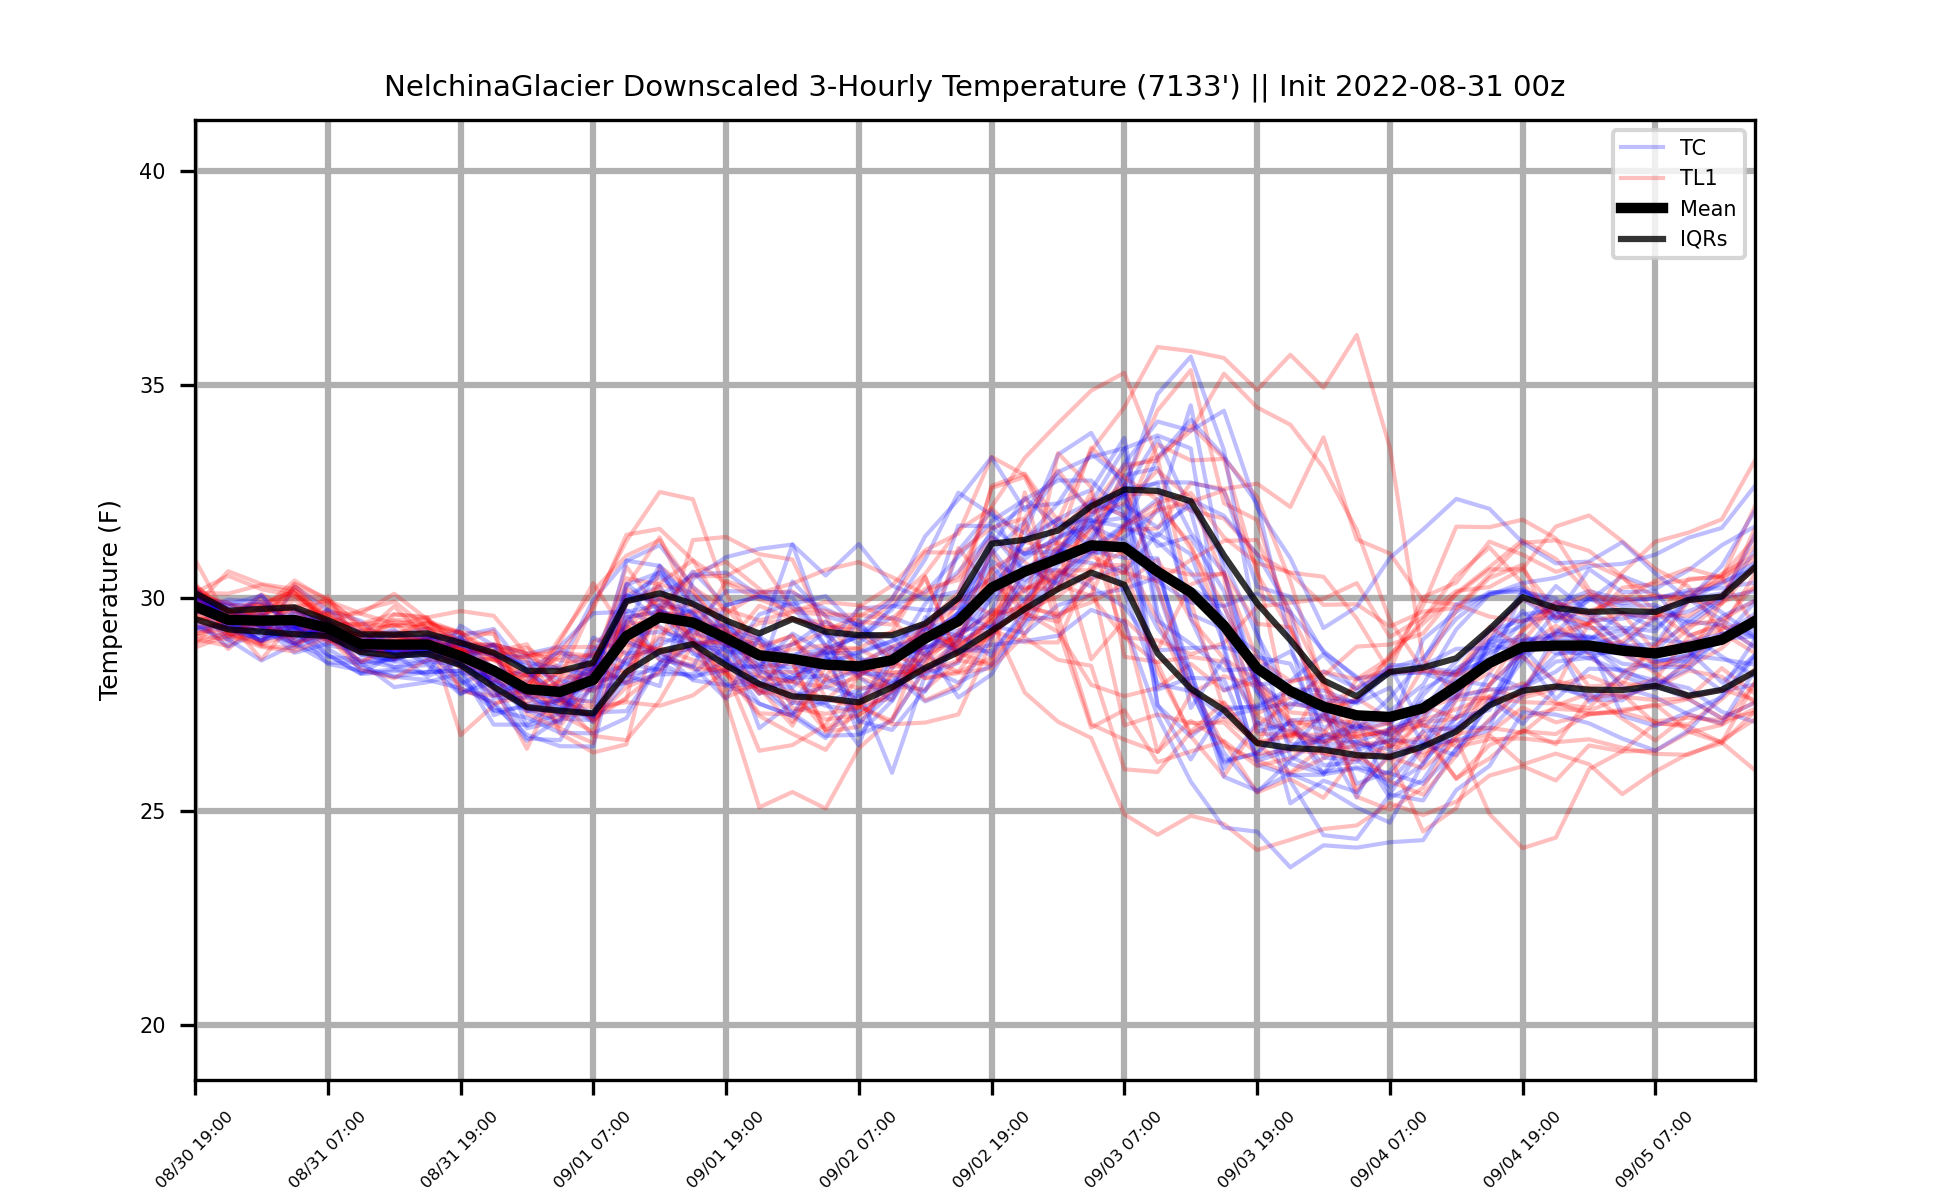 NelchinaGlacier Downscaled 3-Hourly Temperature (7133') || Init 2022-08-31 00z
TC
TL1
Mean
IQRs
Temperature (F)
40
35
30
25
20
08/30 19:00
08/31 07:00
08/31 19:00
09/01 07:00
09/01 19:00
09/02 07:00
09/02 19:00
09/03 07:00
09/03 19:00
09/04 07:00
09/04 19:00
09/05 07:00